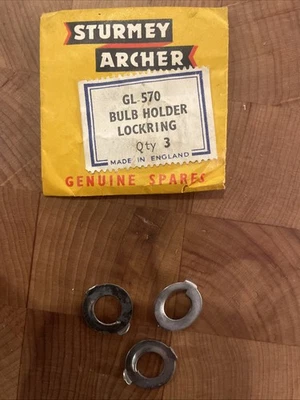 STURMEY
ARCHER
GL 570
BULB HOLDER
LOCKRING
Qty 3
MADE IN ENGLAND
GENUINE SPARES